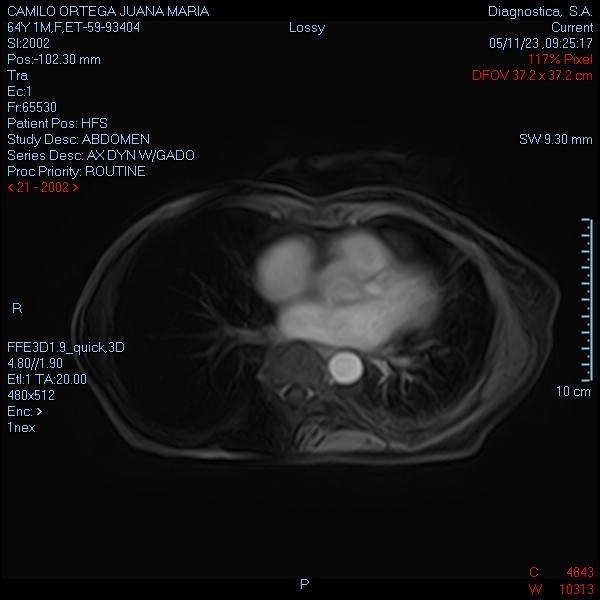 CAMILO ORTEGA JUANA MARIA
64Y 1M,F,ET-59-93404
Sl:2002
Pos:-102.30 mm
Tra
Ec:1
Fr:65530
Patient Pos: HFS
Study Desc: ABDOMEN
Series Desc: AX DYN W/GADO
Proc Priority: ROUTINE
< 21 - 2002 >
Lossy
Diagnostica, S.A.
Current
05/11/23 ,09:25:17
117% Pixel
DFOV 37.2 x 37.2 cm
SW 9.30 mm
R
10 cm
FFE3D1.9_quick,3D
4.80//1.90
Etl:1 TA:20.00
480x512
Enc: >
1nex
P
C 4843
W 10313